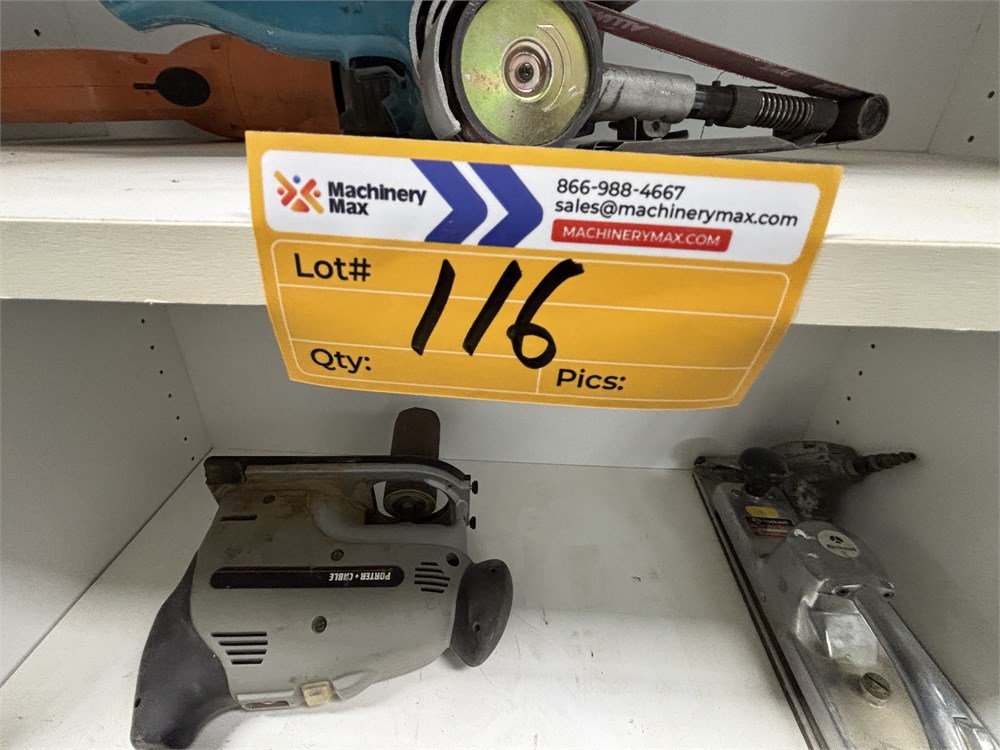 Machinery
Max
866-988-4667
sales@machinerymax.com
MACHINERYMAX.COM
Lot#
116
Qty:
Pics:
PORTER+CABLE